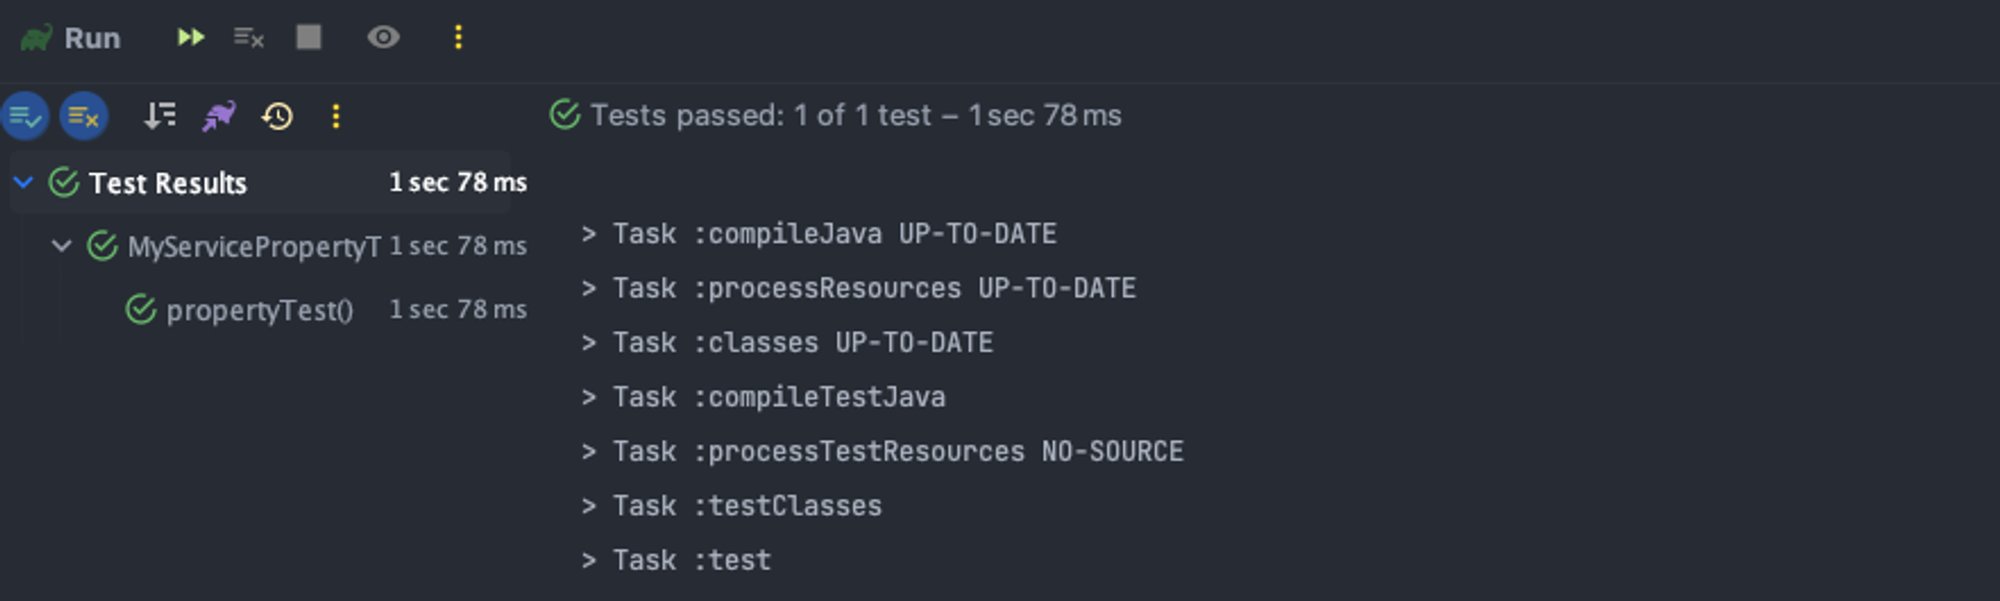 Run
Tests passed: 1 of 1 test – 1 sec 78 ms
Test Results 1 sec 78 ms
MyServicePropertyT 1 sec 78 ms
propertyTest() 1 sec 78 ms
> Task :compileJava UP-TO-DATE
> Task :processResources UP-TO-DATE
> Task :classes UP-TO-DATE
> Task :compileTestJava
> Task :processTestResources NO-SOURCE
> Task :testClasses
> Task :test